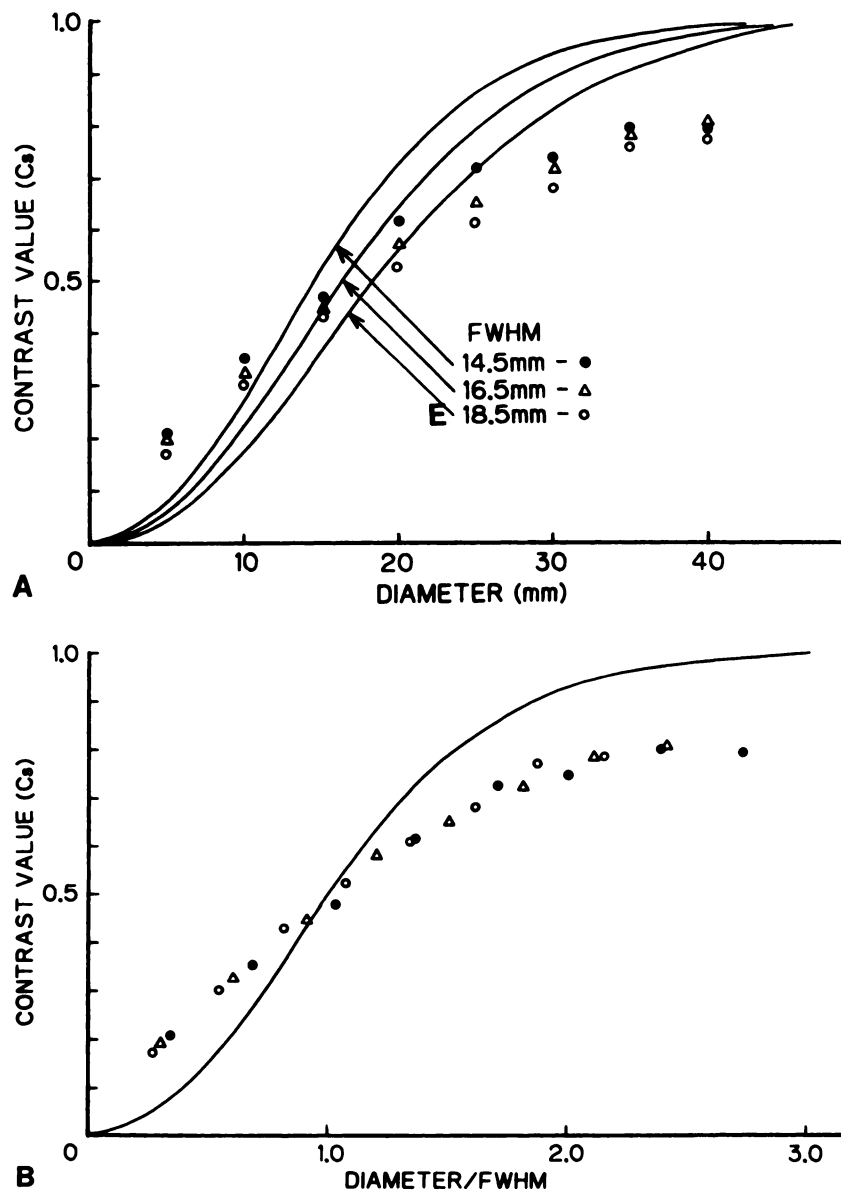 1.0
CONTRAST VALUE (Cs)
0.5
FWHM
14.5mm - ●
16.5mm - △
E 18.5mm - ○
0 10 20 30 40
A
DIAMETER (mm)
1.0
CONTRAST VALUE (Cs)
0.5
0 1.0 2.0 3.0
B
DIAMETER/FWHM